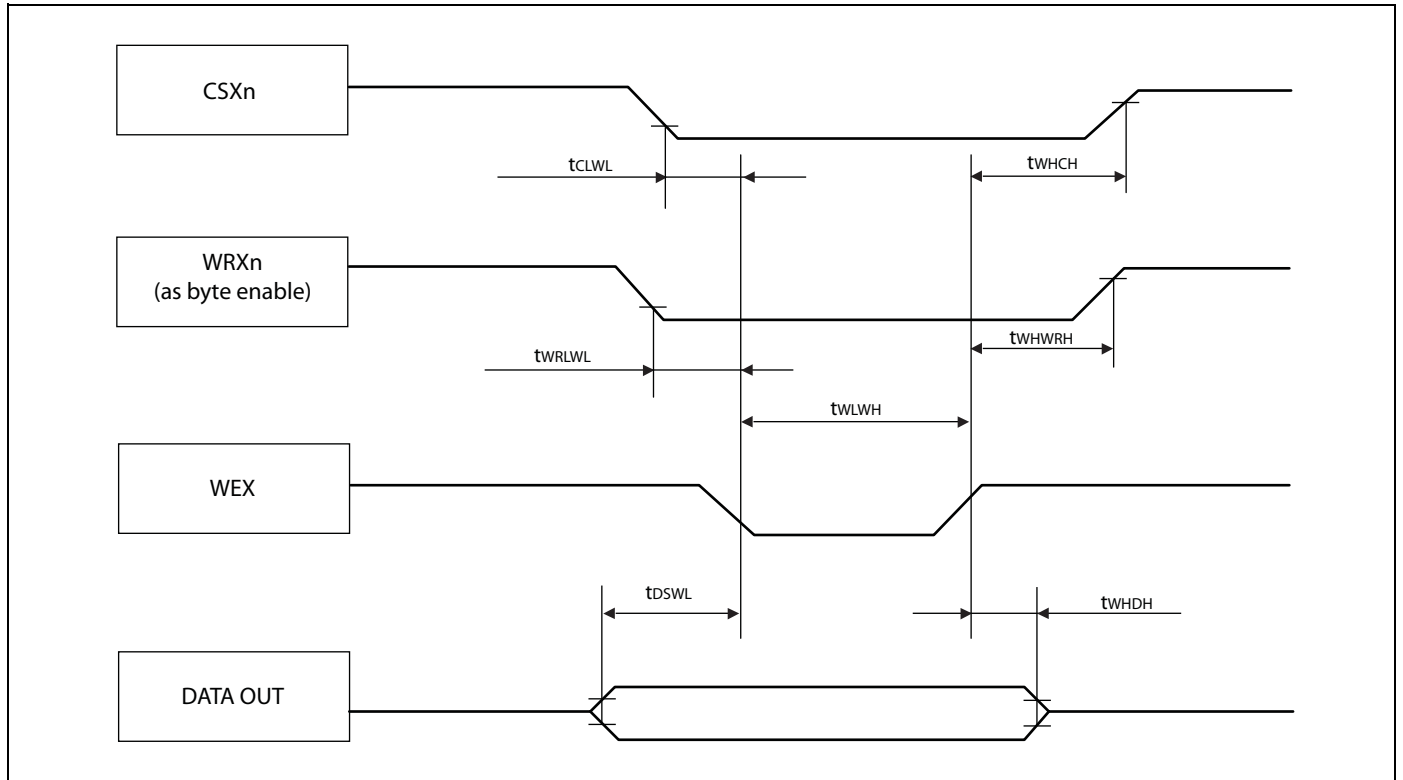 CSXn
tCLWL
tWHCH
WRXn
(as byte enable)
tWRLWL
tWHWRH
tWLWH
WEX
tDSWL
tWHDH
DATA OUT